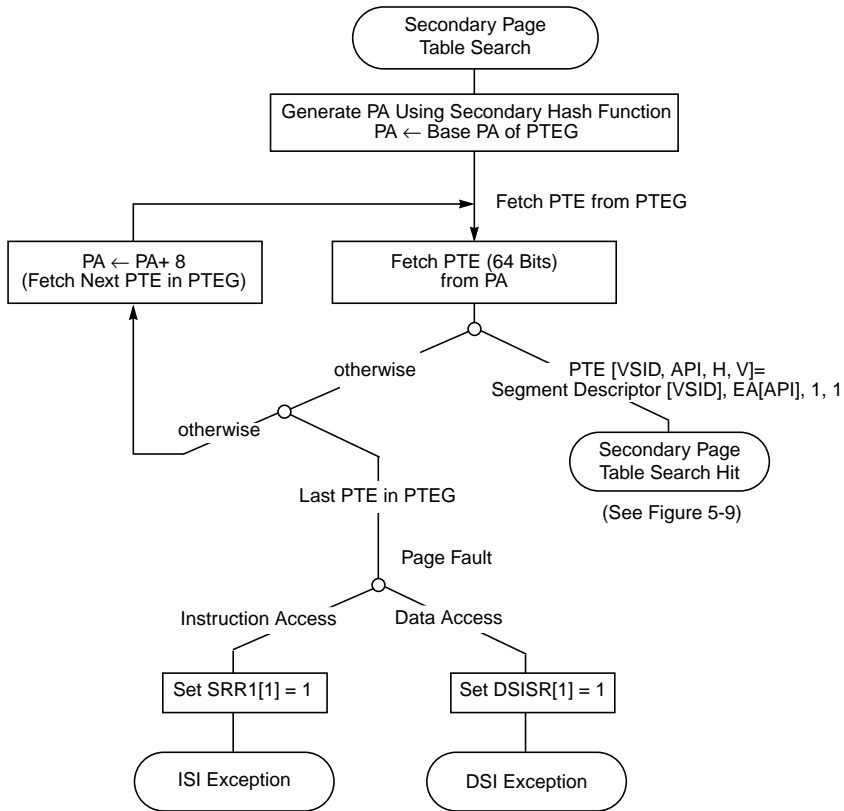 Secondary Page
Table Search
Generate PA Using Secondary Hash Function
PA ← Base PA of PTEG
Fetch PTE from PTEG
PA ← PA+ 8
(Fetch Next PTE in PTEG)
Fetch PTE (64 Bits)
from PA
otherwise
PTE [VSID, API, H, V]=
Segment Descriptor [VSID], EA[API], 1, 1
otherwise
Secondary Page
Table Search Hit
Last PTE in PTEG
(See Figure 5-9)
Page Fault
Instruction Access
Data Access
Set SRR1[1] = 1
Set DSISR[1] = 1
ISI Exception
DSI Exception